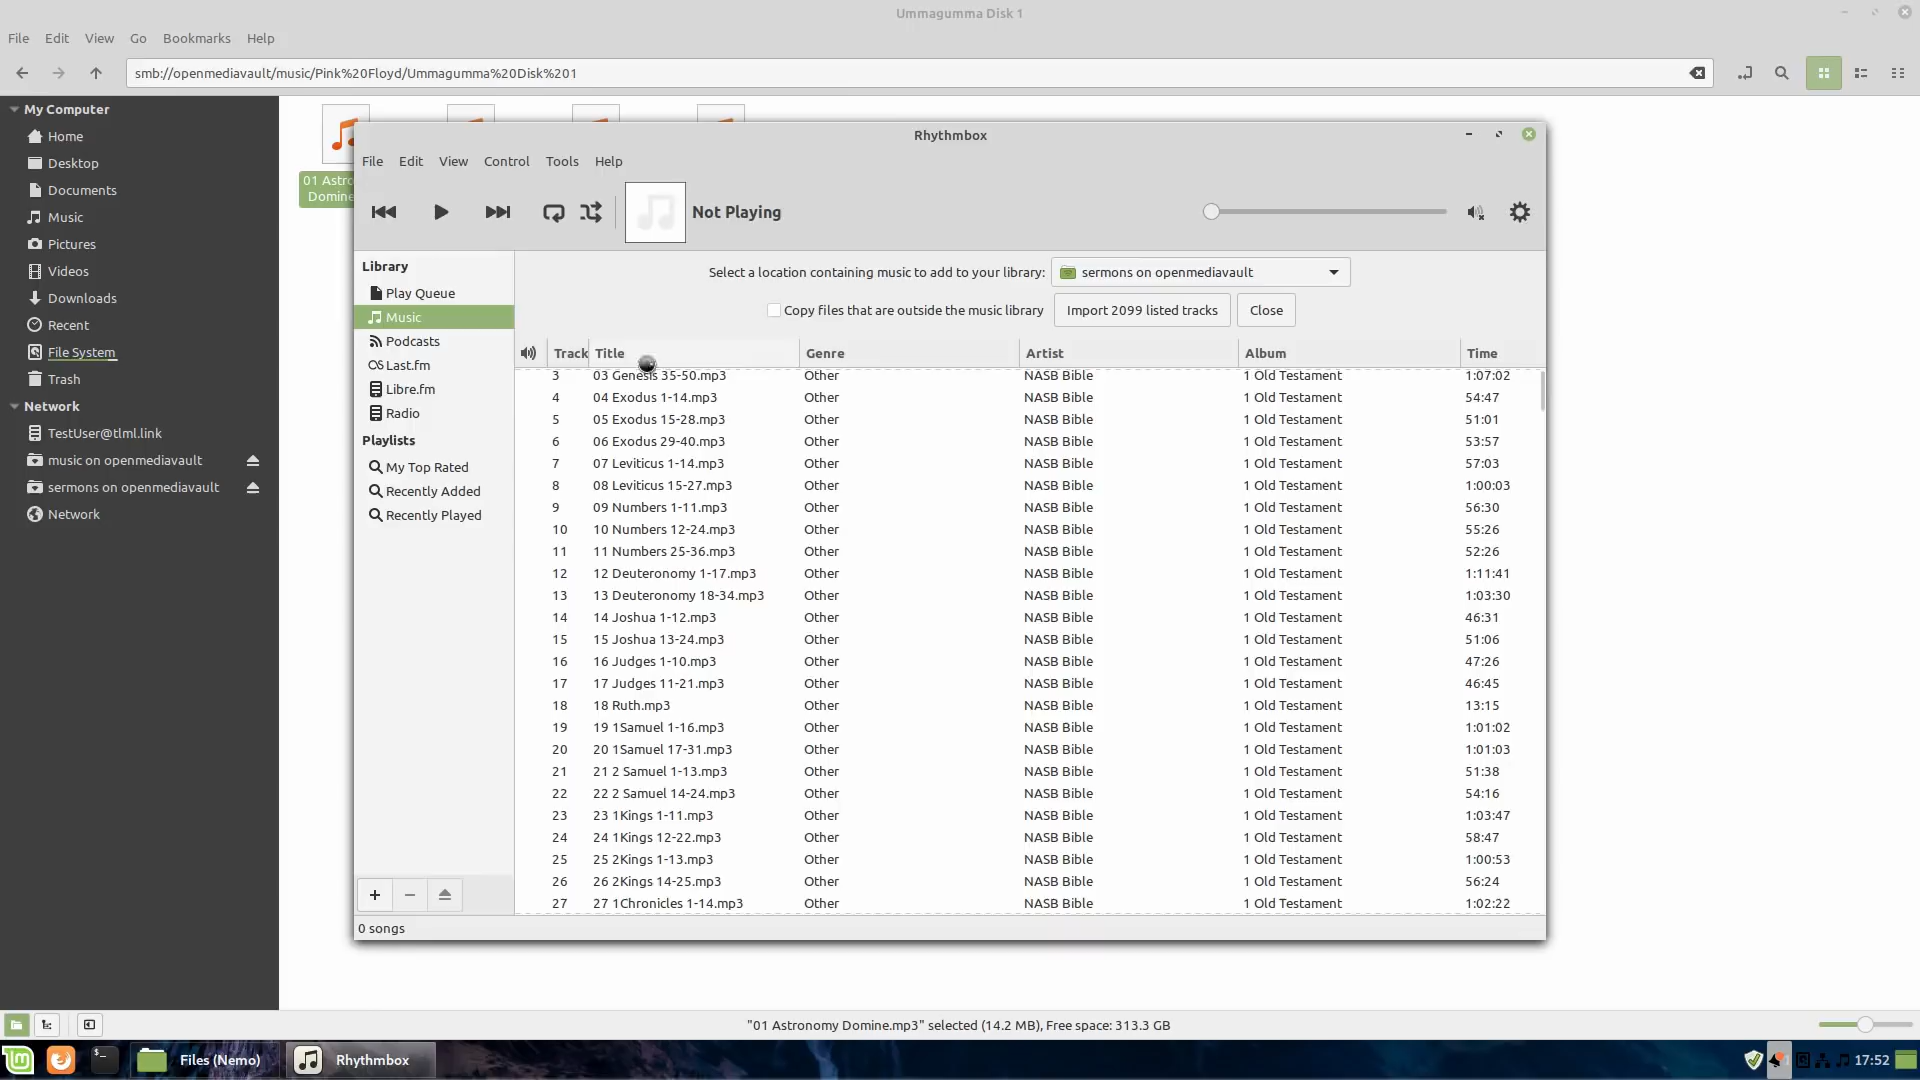 Ummagumma Disk 1
File Edit View Go Bookmarks Help
smb://openmediavault/music/Pink%20Floyd/Ummagumma%20Disk%201
My Computer
Home
Desktop
Documents
Music
Pictures
Videos
Downloads
Recent
File System
Trash
Network
TestUser@tlml.link
music on openmediavault
sermons on openmediavault
Network
01 Astro
Domine
Rhythmbox
File Edit View Control Tools Help
Not Playing
Library
Play Queue
Music
Podcasts
Last.fm
Libre.fm
Radio
Playlists
My Top Rated
Recently Added
Recently Played
Select a location containing music to add to your library: sermons on openmediavault
Copy files that are outside the music library Import 2099 listed tracks Close
Track Title Genre Artist Album Time
3 03 Genesis 35-50.mp3 Other NASB Bible 1 Old Testament 1:07:02
4 04 Exodus 1-14.mp3 Other NASB Bible 1 Old Testament 54:47
5 05 Exodus 15-28.mp3 Other NASB Bible 1 Old Testament 51:01
6 06 Exodus 29-40.mp3 Other NASB Bible 1 Old Testament 53:57
7 07 Leviticus 1-14.mp3 Other NASB Bible 1 Old Testament 57:03
8 08 Leviticus 15-27.mp3 Other NASB Bible 1 Old Testament 1:00:03
9 09 Numbers 1-11.mp3 Other NASB Bible 1 Old Testament 56:30
10 10 Numbers 12-24.mp3 Other NASB Bible 1 Old Testament 55:26
11 11 Numbers 25-36.mp3 Other NASB Bible 1 Old Testament 52:26
12 12 Deuteronomy 1-17.mp3 Other NASB Bible 1 Old Testament 1:11:41
13 13 Deuteronomy 18-34.mp3 Other NASB Bible 1 Old Testament 1:03:30
14 14 Joshua 1-12.mp3 Other NASB Bible 1 Old Testament 46:31
15 15 Joshua 13-24.mp3 Other NASB Bible 1 Old Testament 51:06
16 16 Judges 1-10.mp3 Other NASB Bible 1 Old Testament 47:26
17 17 Judges 11-21.mp3 Other NASB Bible 1 Old Testament 46:45
18 18 Ruth.mp3 Other NASB Bible 1 Old Testament 13:15
19 19 1Samuel 1-16.mp3 Other NASB Bible 1 Old Testament 1:01:02
20 20 1Samuel 17-31.mp3 Other NASB Bible 1 Old Testament 1:01:03
21 21 2 Samuel 1-13.mp3 Other NASB Bible 1 Old Testament 51:38
22 22 2 Samuel 14-24.mp3 Other NASB Bible 1 Old Testament 54:16
23 23 1Kings 1-11.mp3 Other NASB Bible 1 Old Testament 1:03:47
24 24 1Kings 12-22.mp3 Other NASB Bible 1 Old Testament 58:47
25 25 2Kings 1-13.mp3 Other NASB Bible 1 Old Testament 1:00:53
26 26 2Kings 14-25.mp3 Other NASB Bible 1 Old Testament 56:24
27 27 1Chronicles 1-14.mp3 Other NASB Bible 1 Old Testament 1:02:22
0 songs
"01 Astronomy Domine.mp3" selected (14.2 MB), Free space: 313.3 GB
Files (Nemo) Rhythmbox 17:52